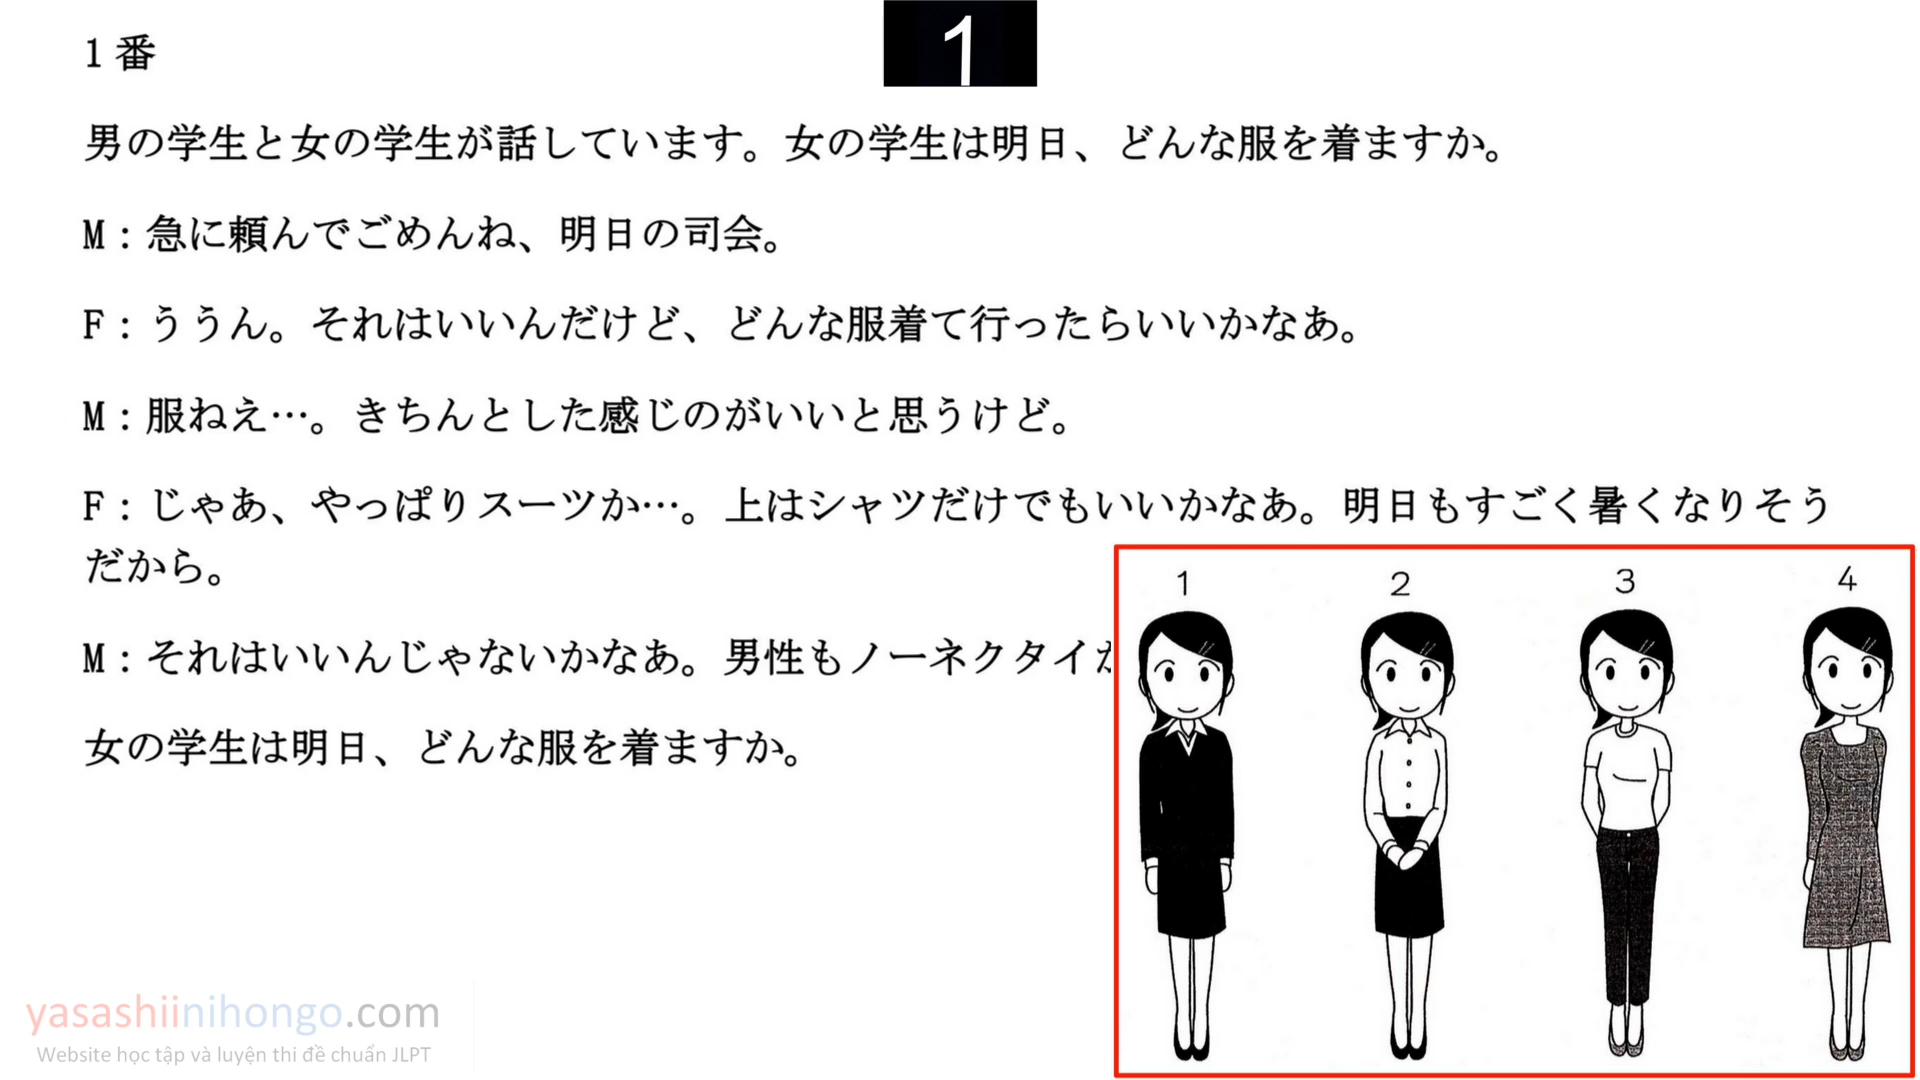 1
1番
男の学生と女の学生が話しています。女の学生は明日、どんな服を着ますか。
M：急に頼んでごめんね、明日の司会。
F：ううん。それはいいんだけど、どんな服着て行ったらいいかなあ。
M：服ねえ…。きちんとした感じのがいいと思うけど。
F：じゃあ、やっぱりスーツか…。上はシャツだけでもいいかなあ。明日もすごく暑くなりそう
だから。
M：それはいいんじゃないかなあ。男性もノーネクタイ
女の学生は明日、どんな服を着ますか。
1 2 3 4
yasashiinihongo.com
Website học tập và luyện thi đề chuẩn JLPT